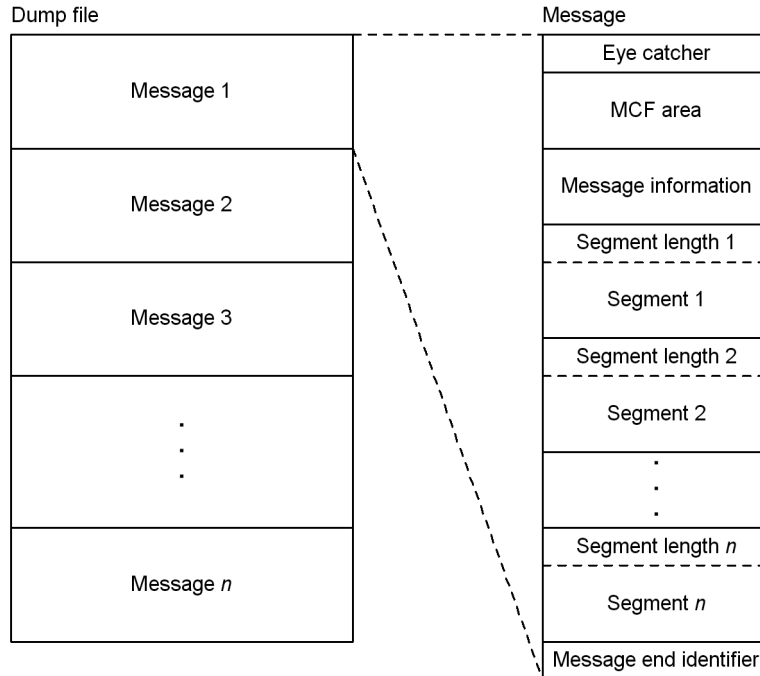 Dump file
Message 1
Message 2
Message 3
.
.
.
Message n
Message
Eye catcher
MCF area
Message information
Segment length 1
Segment 1
Segment length 2
Segment 2
.
.
.
Segment length n
Segment n
Message end identifier